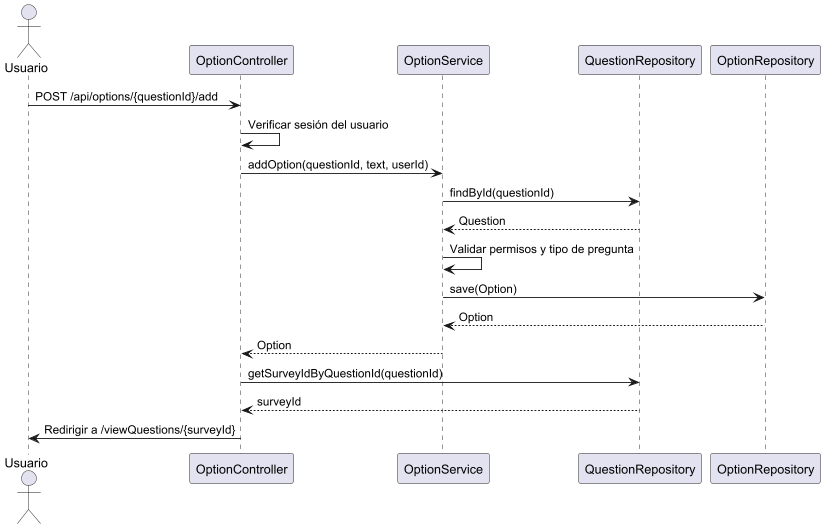 Usuario
OptionController
OptionService
QuestionRepository
OptionRepository
POST /api/options/{questionId}/add
Verificar sesión del usuario
addOption(questionId, text, userId)
findById(questionId)
Question
Validar permisos y tipo de pregunta
save(Option)
Option
Option
getSurveyIdByQuestionId(questionId)
surveyId
Redirigir a /viewQuestions/{surveyId}
Usuario
OptionController
OptionService
QuestionRepository
OptionRepository